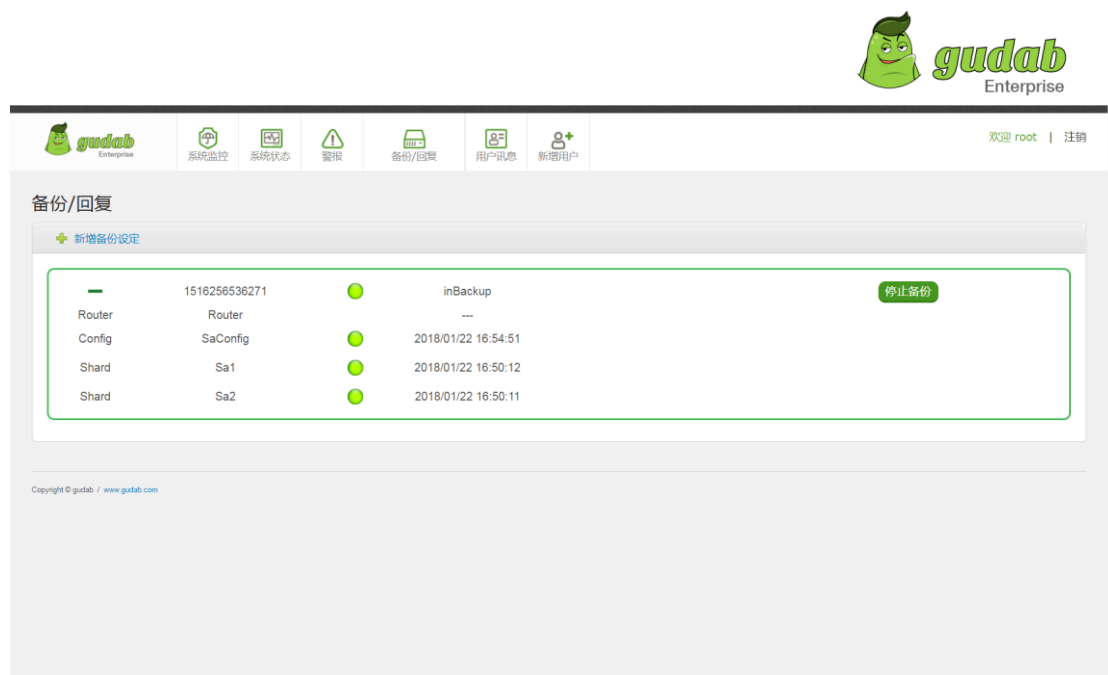 gudab
Enterprise
gudab
Enterprise
系统监控
系统状态
警报
备份/回复
用户讯息
新增用户
欢迎 root | 注销
备份/回复
新增备份设定
1516256536271 inBackup 停止备份
Router Router ---
Config SaConfig 2018/01/22 16:54:51
Shard Sa1 2018/01/22 16:50:12
Shard Sa2 2018/01/22 16:50:11
Copyright © gudab / www.gudab.com